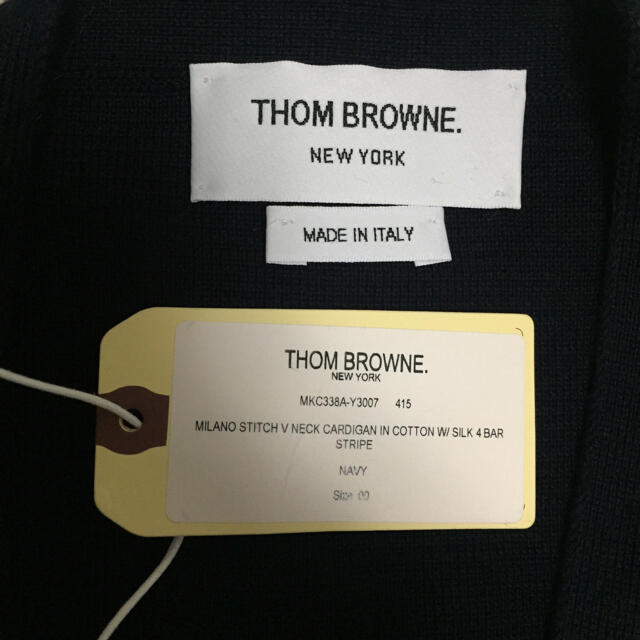 THOM BROWNE.
NEW YORK
MADE IN ITALY
THOM BROWNE.
NEW YORK
MKC338A-Y3007 415
MILANO STITCH V NECK CARDIGAN IN COTTON W/ SILK 4 BAR
STRIPE
NAVY
Size 00